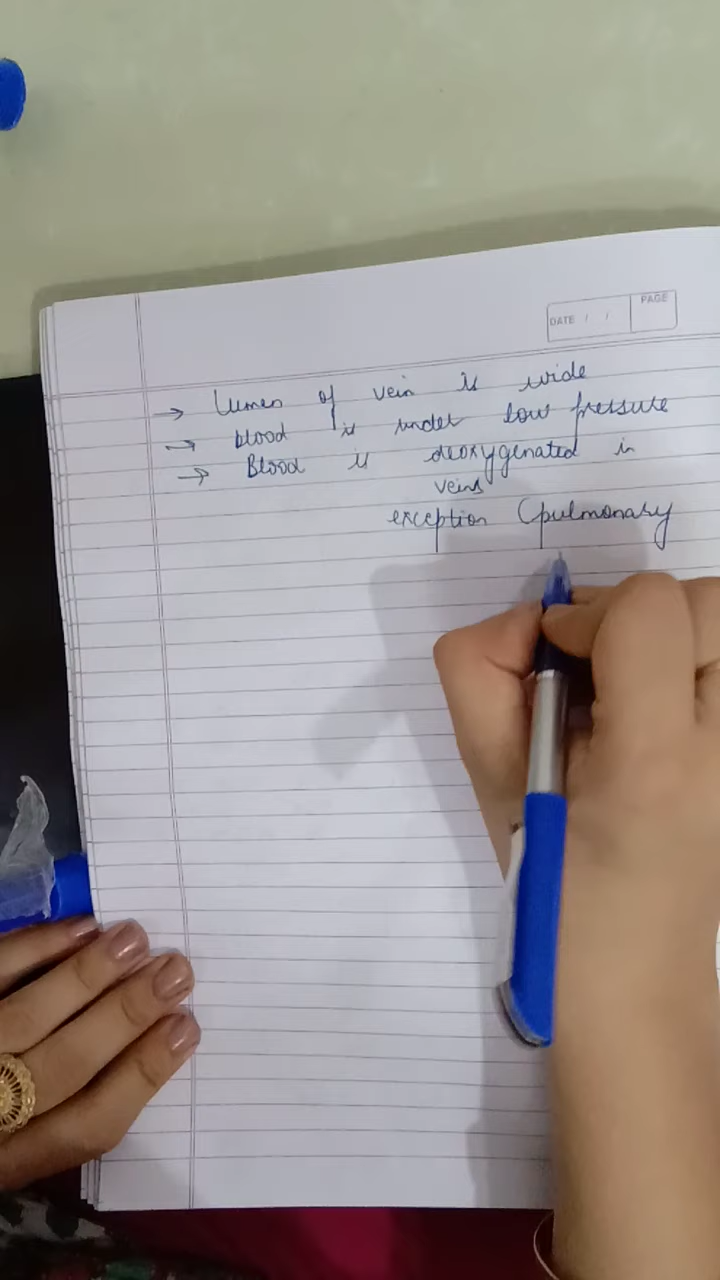 DATE / / PAGE
→ Lumen of vein is wide
→ blood is under low pressure
→ Blood is deoxygenated in
veins
exception (pulmonary